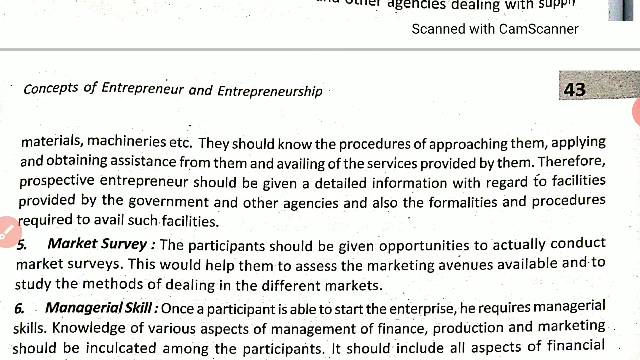 other agencies dealing with supply
Scanned with CamScanner
Concepts of Entrepreneur and Entrepreneurship
43
materials, machineries etc. They should know the procedures of approaching them, applying
and obtaining assistance from them and availing of the services provided by them. Therefore,
prospective entrepreneur should be given a detailed information with regard to facilities
provided by the government and other agencies and also the formalities and procedures
required to avail such facilities.
5. Market Survey : The participants should be given opportunities to actually conduct
market surveys. This would help them to assess the marketing avenues available and to
study the methods of dealing in the different markets.
6. Managerial Skill : Once a participant is able to start the enterprise, he requires managerial
skills. Knowledge of various aspects of management of finance, production and marketing
should be inculcated among the participants. It should include all aspects of financial